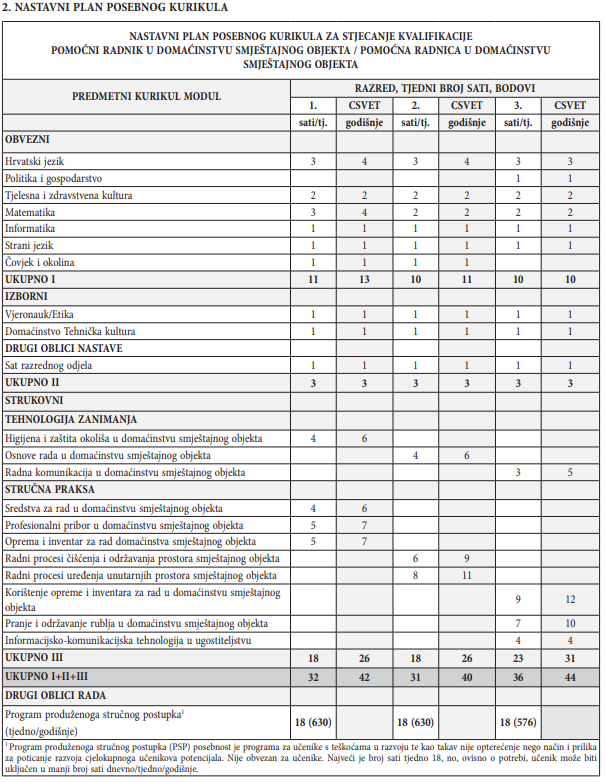 2. NASTAVNI PLAN POSEBNOG KURIKULA
NASTAVNI PLAN POSEBNOG KURIKULA ZA STJECANJE KVALIFIKACIJE
POMOĆNI RADNIK U DOMAĆINSTVU SMJEŠTAJNOG OBJEKTA / POMOĆNA RADNICA U DOMAĆINSTVU
SMJEŠTAJNOG OBJEKTA
PREDMETNI KURIKUL MODUL
RAZRED, TJEDNI BROJ SATI, BODOVI
1. CSVET 2. CSVET 3. CSVET
sati/tj. godišnje sati/tj. godišnje sati/tj. godišnje
OBVEZNI
Hrvatski jezik 3 4 3 4 3 3
Politika i gospodarstvo 1 1
Tjelesna i zdravstvena kultura 2 2 2 2 2 2
Matematika 3 4 2 2 2 2
Informatika 1 1 1 1 1 1
Strani jezik 1 1 1 1 1 1
Čovjek i okolina 1 1 1 1
UKUPNO I 11 13 10 11 10 10
IZBORNI
Vjeronauk/Etika 1 1 1 1 1 1
Domaćinstvo Tehnička kultura 1 1 1 1 1 1
DRUGI OBLICI NASTAVE
Sat razrednog odjela 1 1 1 1 1 1
UKUPNO II 3 3 3 3 3 3
STRUKOVNI
TEHNOLOGIJA ZANIMANJA
Higijena i zaštita okoliša u domaćinstvu smještajnog objekta 4 6
Osnove rada u domaćinstvu smještajnog objekta 4 6
Radna komunikacija u domaćinstvu smještajnog objekta 3 5
STRUČNA PRAKSA
Sredstva za rad u domaćinstvu smještajnog objekta 4 6
Profesionalni pribor u domaćinstvu smještajnog objekta 5 7
Oprema i inventar za rad domaćinstvu smještajnog objekta 5 7
Radni procesi čišćenja i održavanja prostora smještajnog objekta 6 9
Radni procesi uređenja unutarnjih prostora smještajnog objekta 8 11
Korištenje opreme i inventara za rad u domaćinstvu smještajnog
objekta 9 12
Pranje i održavanje rublja u domaćinstvu smještajnog objekta 7 10
Informacijsko-komunikacijska tehnologija u ugostiteljstvu 4 4
UKUPNO III 18 26 18 26 23 31
UKUPNO I+II+III 32 42 31 40 36 44
DRUGI OBLICI RADA
Program produženoga stručnog postupka¹
(tjedno/godišnje) 18 (630) 18 (630) 18 (576)
¹ Program produženoga stručnog postupka (PSP) posebnost je programa za učenike s teškoćama u razvoju te kao takav nije opterećenje nego način i prilika
za poticanje razvoja cjelokupnoga učenikova potencijala. Nije obvezan za učenike. Najveći je broj sati tjedno 18, no, ovisno o potrebi, učenik može biti
uključen u manji broj sati dnevno/tjedno/godišnje.